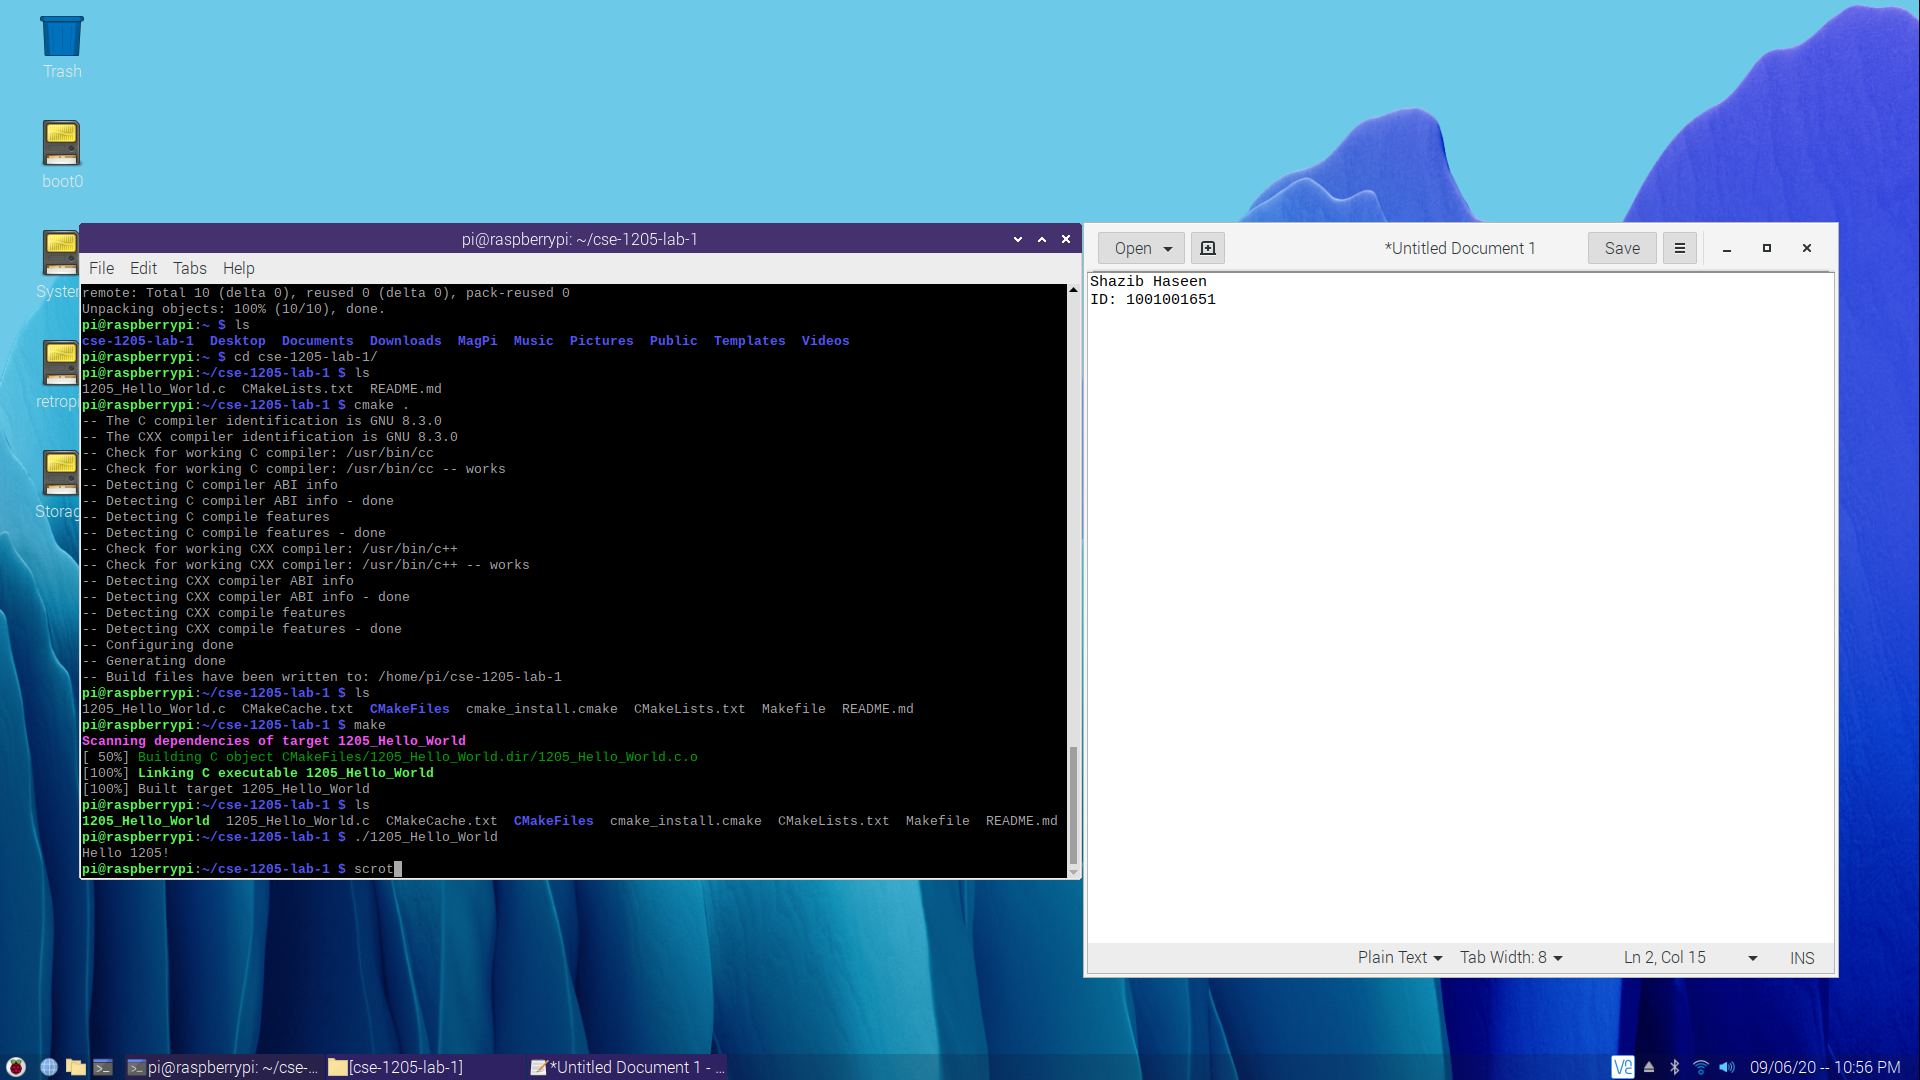 Trash
boot0
retrop
pi@raspberrypi: ~/cse-1205-lab-1
File Edit Tabs Help
remote: Total 10 (delta 0), reused 0 (delta 0), pack-reused 0
Unpacking objects: 100% (10/10), done.
pi@raspberrypi:~ $ ls
cse-1205-lab-1  Desktop  Documents  Downloads  MagPi  Music  Pictures  Public  Templates  Videos
pi@raspberrypi:~ $ cd cse-1205-lab-1/
pi@raspberrypi:~/cse-1205-lab-1 $ ls
1205_Hello_World.c  CMakeLists.txt  README.md
pi@raspberrypi:~/cse-1205-lab-1 $ cmake .
-- The C compiler identification is GNU 8.3.0
-- The CXX compiler identification is GNU 8.3.0
-- Check for working C compiler: /usr/bin/cc
-- Check for working C compiler: /usr/bin/cc -- works
-- Detecting C compiler ABI info
-- Detecting C compiler ABI info - done
-- Detecting C compile features
-- Detecting C compile features - done
-- Check for working CXX compiler: /usr/bin/c++
-- Check for working CXX compiler: /usr/bin/c++ -- works
-- Detecting CXX compiler ABI info
-- Detecting CXX compiler ABI info - done
-- Detecting CXX compile features
-- Detecting CXX compile features - done
-- Configuring done
-- Generating done
-- Build files have been written to: /home/pi/cse-1205-lab-1
pi@raspberrypi:~/cse-1205-lab-1 $ ls
1205_Hello_World.c  CMakeCache.txt  CMakeFiles  cmake_install.cmake  CMakeLists.txt  Makefile  README.md
pi@raspberrypi:~/cse-1205-lab-1 $ make
Scanning dependencies of target 1205_Hello_World
[ 50%] Building C object CMakeFiles/1205_Hello_World.dir/1205_Hello_World.c.o
[100%] Linking C executable 1205_Hello_World
[100%] Built target 1205_Hello_World
pi@raspberrypi:~/cse-1205-lab-1 $ ls
1205_Hello_World  1205_Hello_World.c  CMakeCache.txt  CMakeFiles  cmake_install.cmake  CMakeLists.txt  Makefile  README.md
pi@raspberrypi:~/cse-1205-lab-1 $ ./1205_Hello_World
Hello 1205!
pi@raspberrypi:~/cse-1205-lab-1 $ scrot
Open *Untitled Document 1 Save
Shazib Haseen
ID: 1001001651
Plain Text Tab Width: 8 Ln 2, Col 15 INS
pi@raspberrypi: ~/cse-... [cse-1205-lab-1] *Untitled Document 1 - ... 09/06/20 -- 10:56 PM